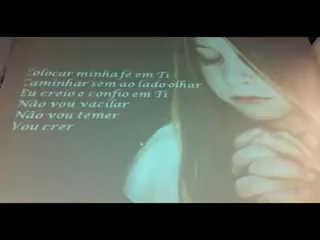 Colocar minha fé em Ti
Caminhar sem ao lado olhar
Eu creio e confio em Ti
Não vou vacilar
Não vou temer
Vou crer